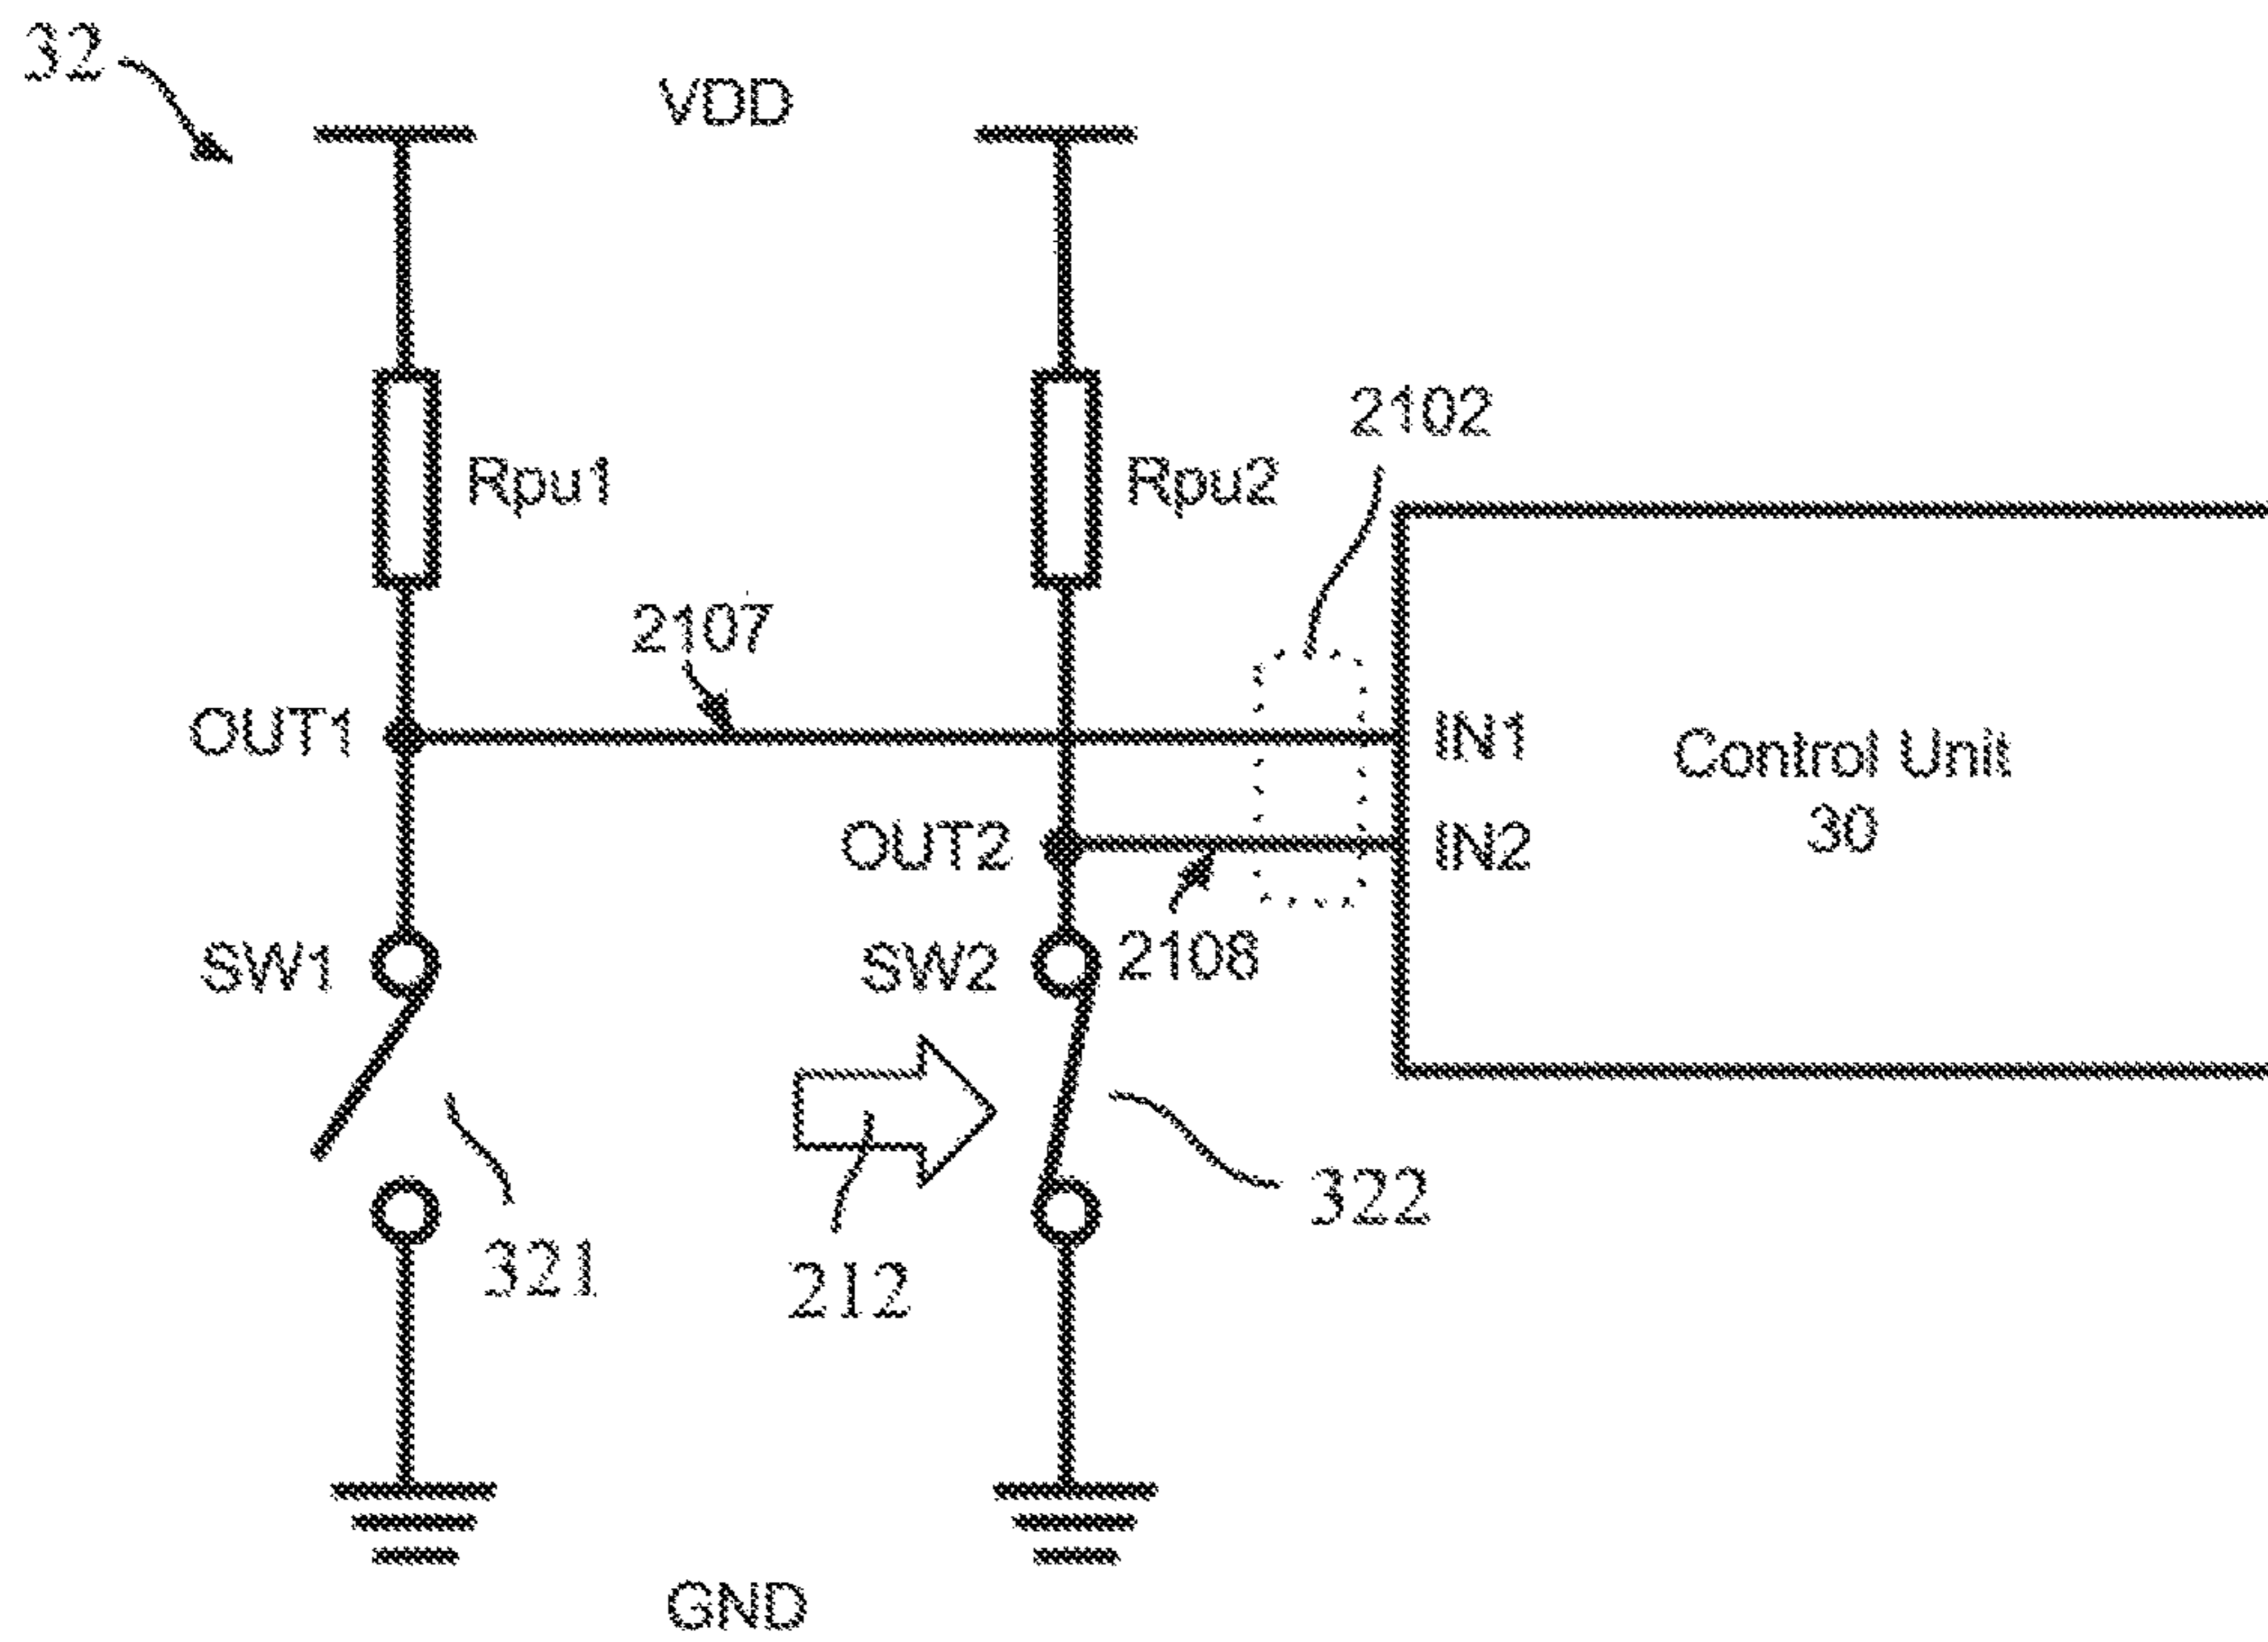 32
VDD
2102
Rpu1
Rpu2
2107
OUT1
IN1
Control Unit
30
OUT2
IN2
SW1
SW2
2108
322
321
212
GND